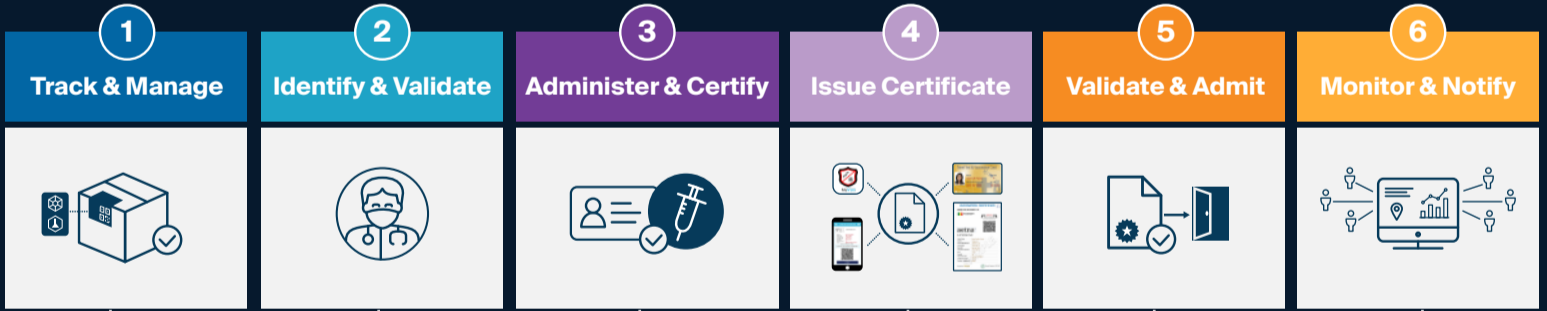 1
Track & Manage
2
Identify & Validate
3
Administer & Certify
4
Issue Certificate
5
Validate & Admit
6
Monitor & Notify